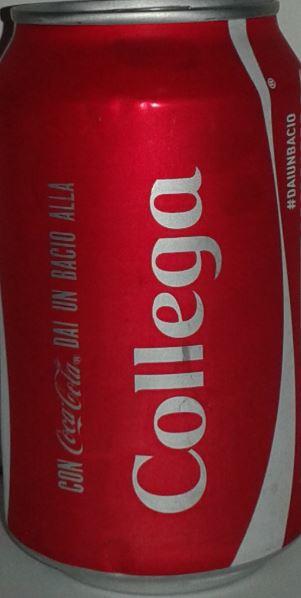 CON Coca-Cola® DAI UN BACIO ALLA
Collega
®
#DAIUNBACIO